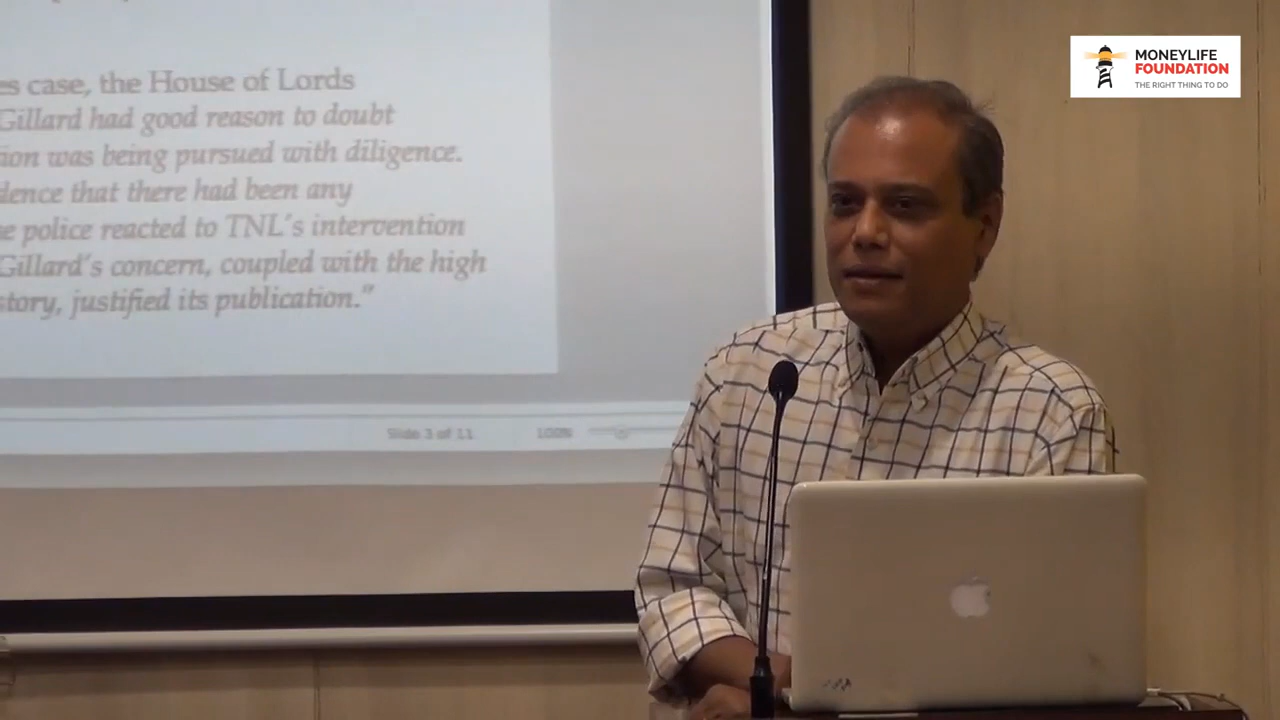 es case, the House of Lords
Gillard had good reason to doubt
ion was being pursued with diligence.
dence that there had been any
e police reacted to TNL's intervention
Gillard's concern, coupled with the high
story, justified its publication."
Slide 3 of 11 100%
MONEYLIFE
FOUNDATION
THE RIGHT THING TO DO